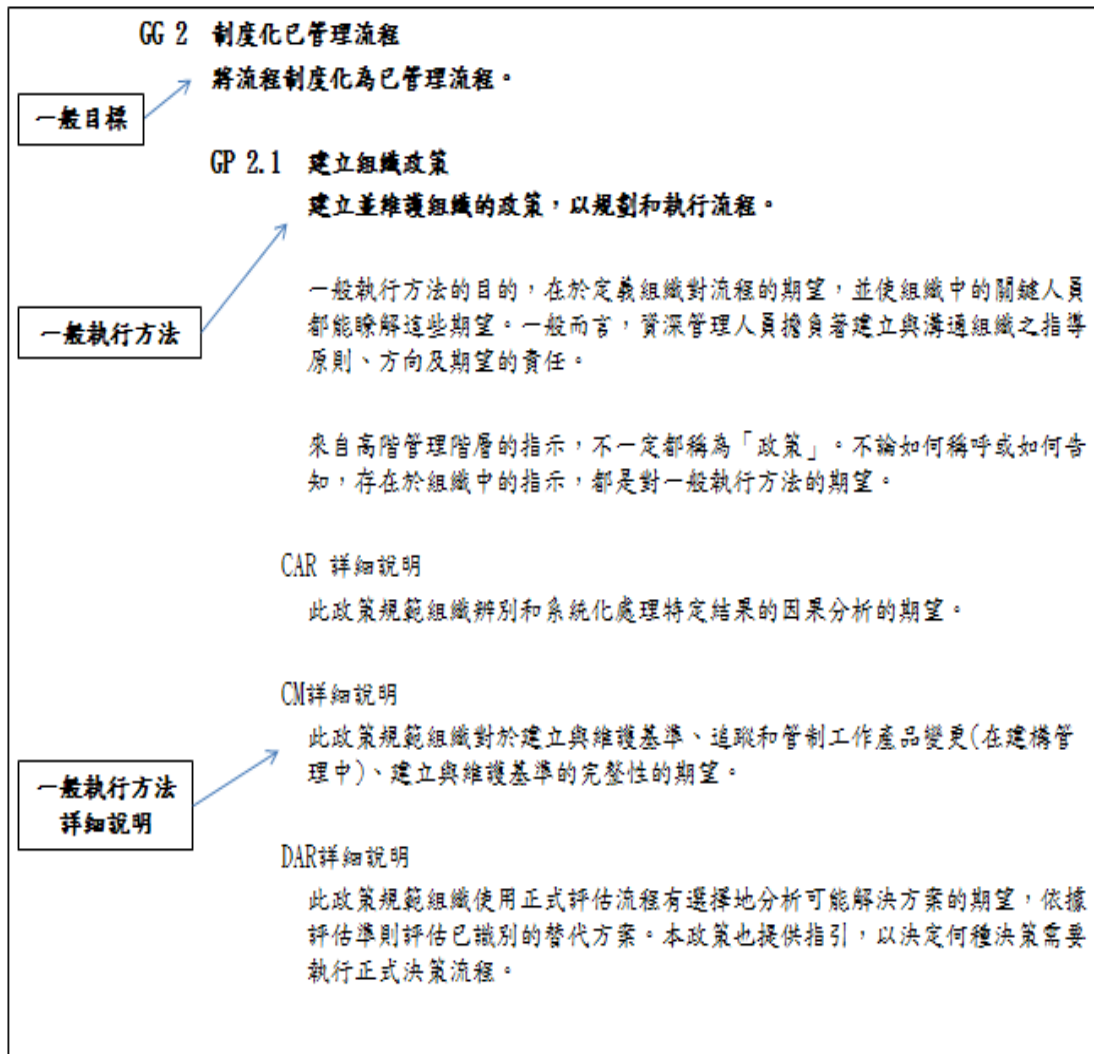 GG 2 制度化已管理流程
將流程制度化為已管理流程。
一般目標
GP 2.1 建立組織政策
建立並維護組織的政策，以規劃和執行流程。
一般執行方法的目的，在於定義組織對流程的期望，並使組織中的關鍵人員
一般執行方法
都能瞭解這些期望。一般而言，資深管理人員擔負著建立與溝通組織之指導
原則、方向及期望的責任。
來自高階管理階層的指示，不一定都稱為「政策」。不論如何稱呼或如何告
知，存在於組織中的指示，都是對一般執行方法的期望。
CAR 詳細說明
此政策規範組織辨別和系統化處理特定結果的因果分析的期望。
CM詳細說明
此政策規範組織對於建立與維護基準、追蹤和管制工作產品變更(在建構管
理中)、建立與維護基準的完整性的期望。
一般執行方法
詳細說明
DAR詳細說明
此政策規範組織使用正式評估流程有選擇地分析可能解決方案的期望，依據
評估準則評估已識別的替代方案。本政策也提供指引，以決定何種決策需要
執行正式決策流程。